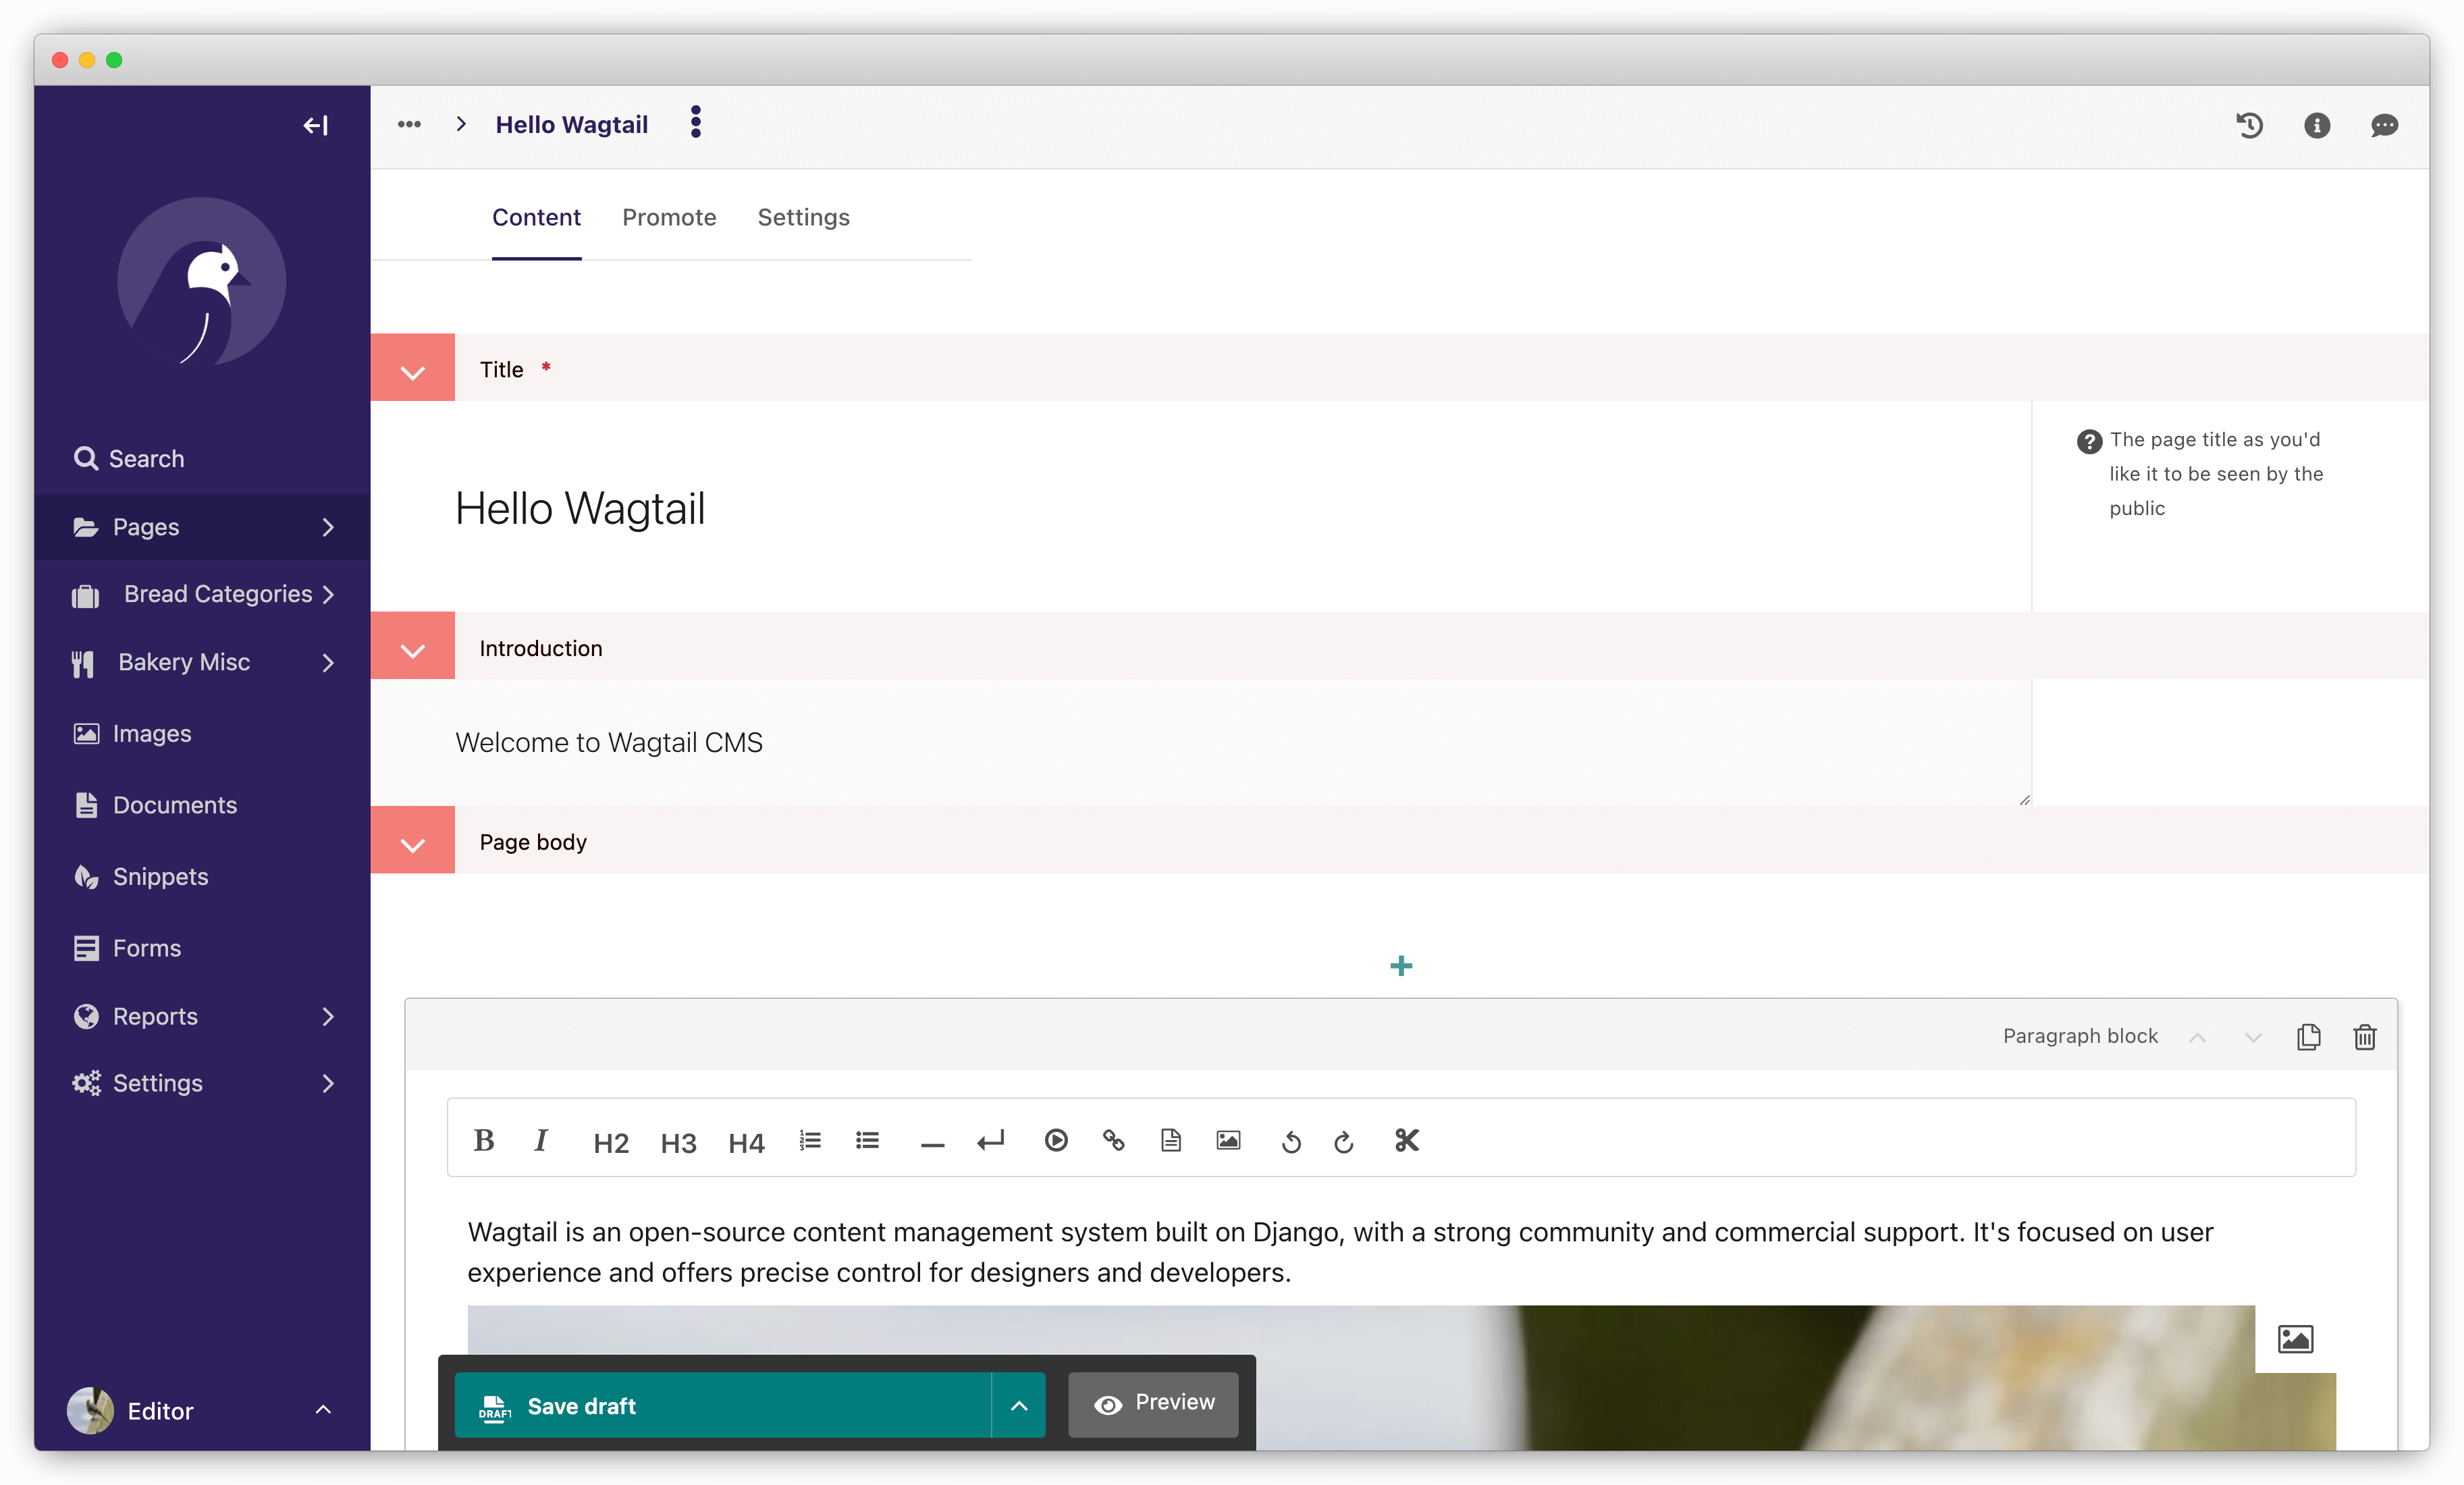 Hello Wagtail
Content Promote Settings
Search
Pages
Bread Categories
Bakery Misc
Images
Documents
Snippets
Forms
Reports
Settings
Editor
Title *
Hello Wagtail
The page title as you'd
like it to be seen by the
public
Introduction
Welcome to Wagtail CMS
Page body
Paragraph block
B I H2 H3 H4
Wagtail is an open-source content management system built on Django, with a strong community and commercial support. It's focused on user
experience and offers precise control for designers and developers.
DRAFT Save draft Preview